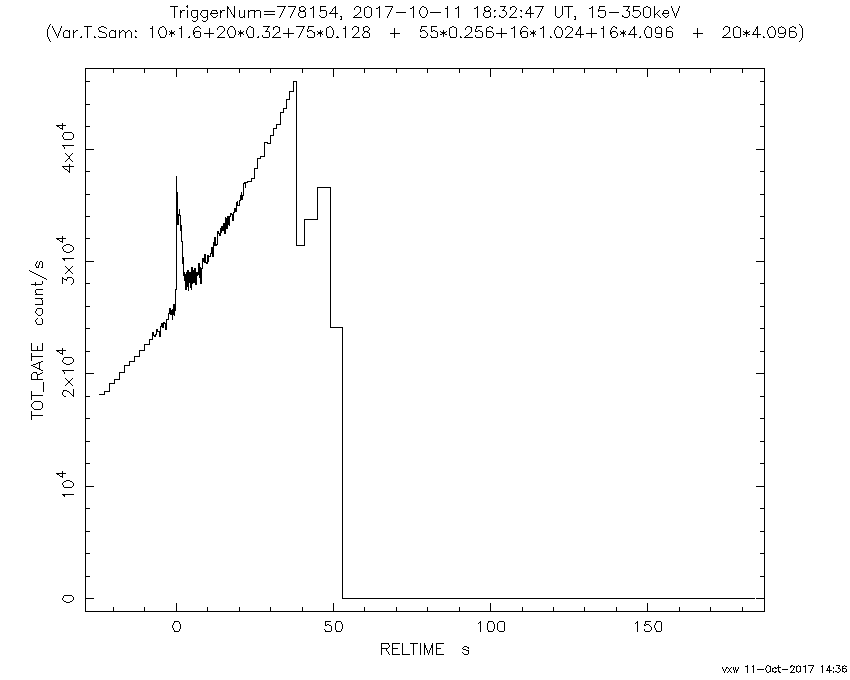 TriggerNum=778154, 2017-10-11 18:32:47 UT, 15-350keV
(Var.T.Sam: 10*1.6+20*0.32+75*0.128 + 55*0.256+16*1.024+16*4.096 + 20*4.096)
TOT_RATE count/s
4×10⁴
3×10⁴
2×10⁴
10⁴
0
0 50 100 150
RELTIME s
vxw 11-Oct-2017 14:36